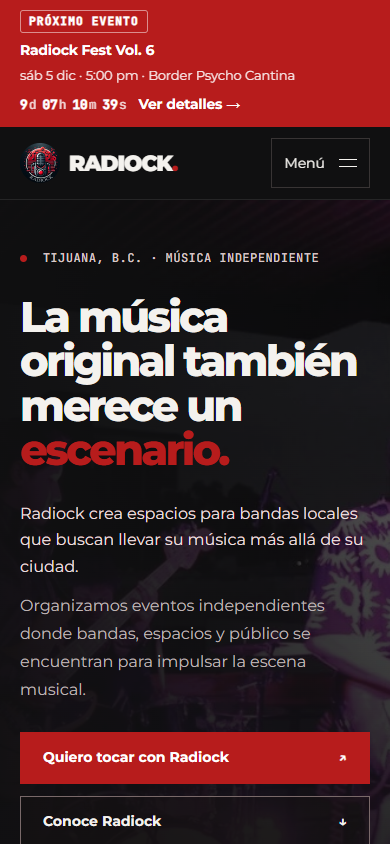 PRÓXIMO EVENTO
Radiock Fest Vol. 6
sáb 5 dic · 5:00 pm · Border Psycho Cantina
9d 07h 10m 39s Ver detalles →
RADIOCK.
Menú
TIJUANA, B.C. · MÚSICA INDEPENDIENTE
La música
original también
merece un
escenario.
Radiock crea espacios para bandas locales
que buscan llevar su música más allá de su
ciudad.
Organizamos eventos independientes
donde bandas, espacios y público se
encuentran para impulsar la escena
musical.
Quiero tocar con Radiock ↗
Conoce Radiock ↓